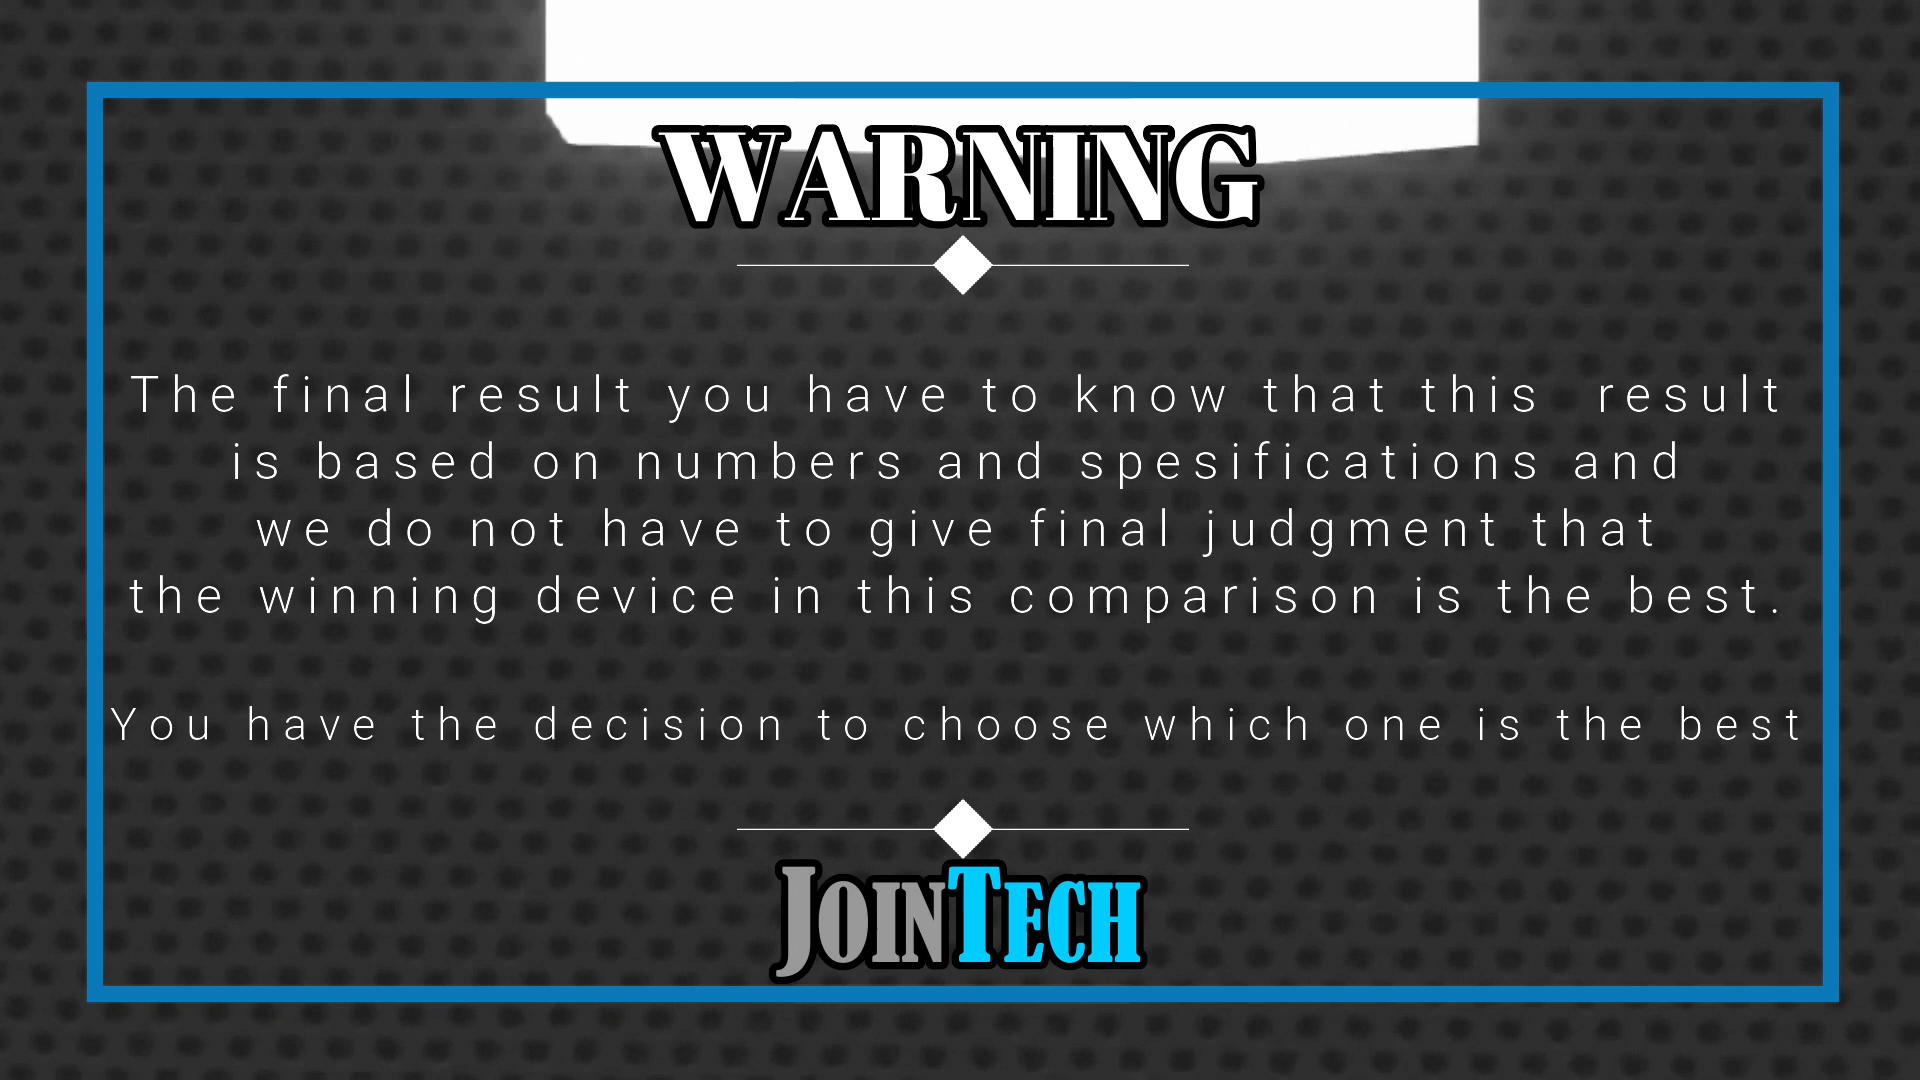 WARNING
The final result you have to know that this result
is based on numbers and spesifications and
we do not have to give final judgment that
the winning device in this comparison is the best.
You have the decision to choose which one is the best
JOINTECH